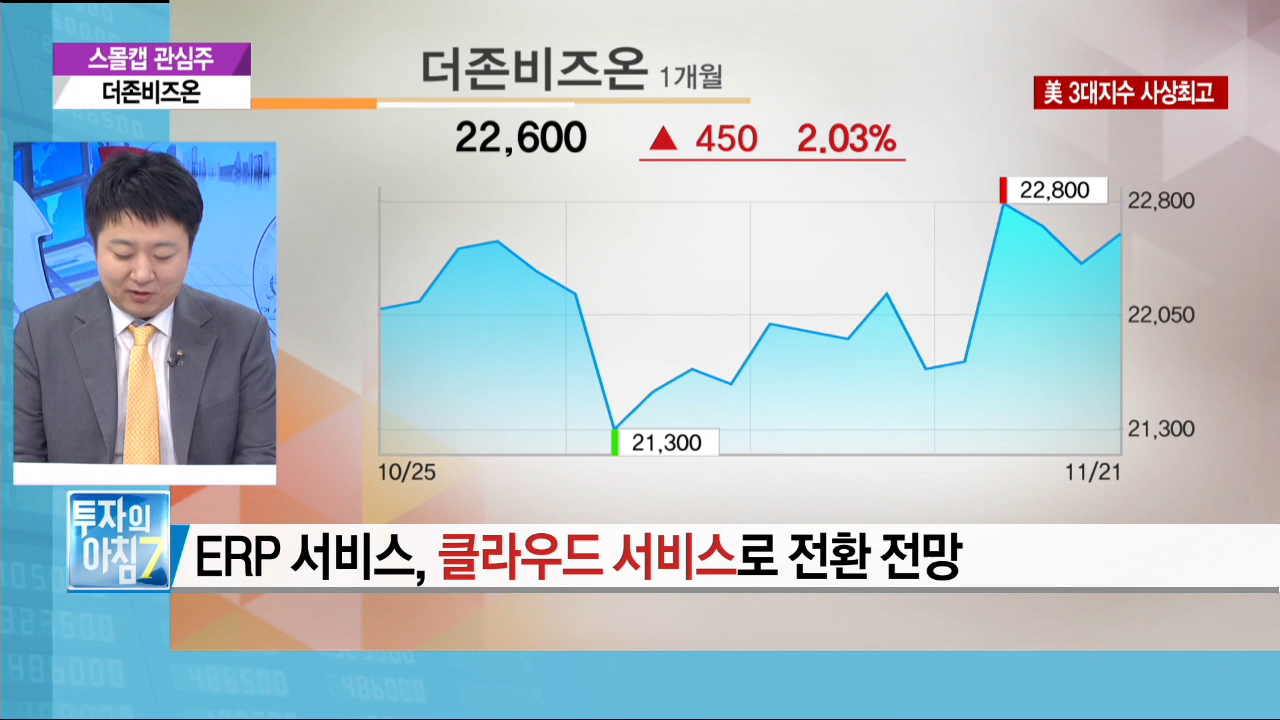 스몰캡 관심주
더존비즈온
더존비즈온 1개월
美 3대지수 사상최고
22,600 ▲ 450 2.03%
22,800
22,800
22,050
21,300
21,300
10/25
11/21
투자의
아침7
ERP 서비스, 클라우드 서비스로 전환 전망
486000
486500
486000